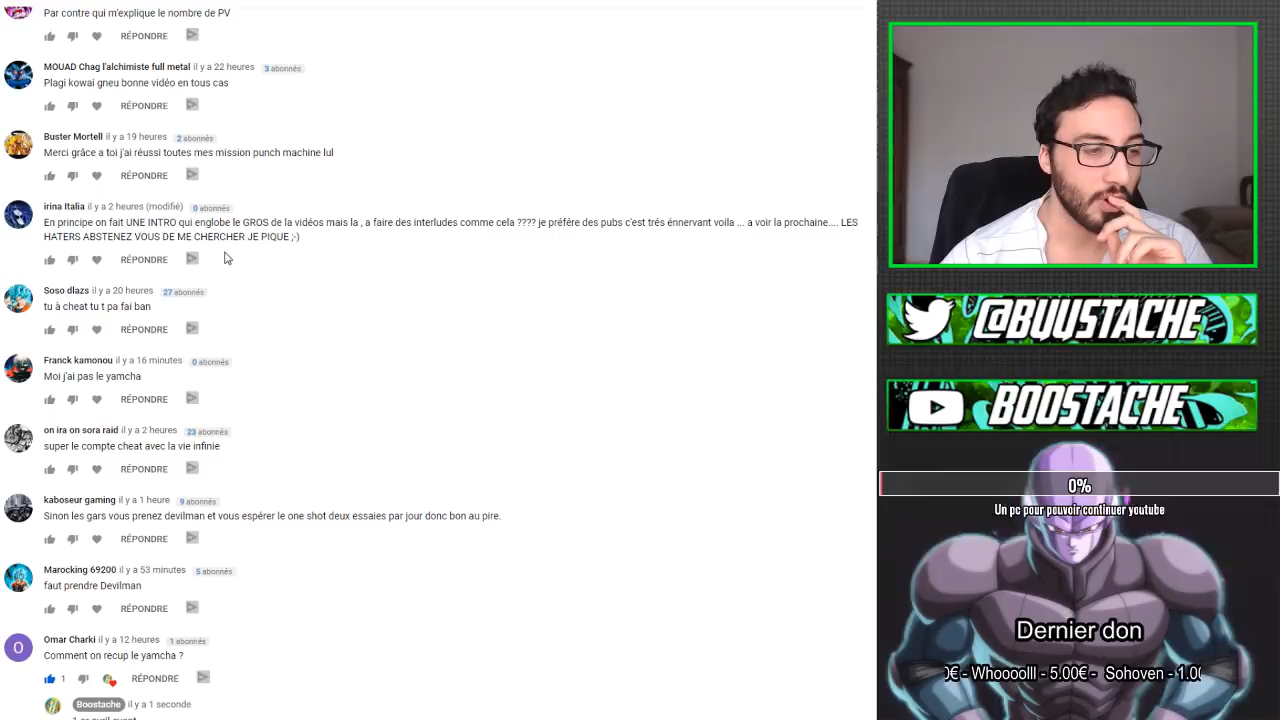 Par contre qui m'explique le nombre de PV
RÉPONDRE
MOUAD Chag l'alchimiste full metal il y a 22 heures 3 abonnés
Plagi kowai gneu bonne vidéo en tous cas
RÉPONDRE
Buster Mortell il y a 19 heures 2 abonnés
Merci grâce a toi j'ai réussi toutes mes mission punch machine lul
RÉPONDRE
irina Italia il y a 2 heures (modifié) 0 abonnés
En principe on fait UNE INTRO qui englobe le GROS de la vidéos mais la , a faire des interludes comme cela ???? je préfére des pubs c'est trés énnervant voila ... a voir la prochaine.... LES
HATERS ABSTENEZ VOUS DE ME CHERCHER JE PIQUE ;-)
RÉPONDRE
Soso dlazs il y a 20 heures 27 abonnés
tu à cheat tu t pa fai ban
RÉPONDRE
Franck kamonou il y a 16 minutes 0 abonnés
Moi j'ai pas le yamcha
RÉPONDRE
on ira on sora raid il y a 2 heures 23 abonnés
super le compte cheat avec la vie infinie
RÉPONDRE
kaboseur gaming il y a 1 heure 9 abonnés
Sinon les gars vous prenez devilman et vous espérer le one shot deux essaies par jour donc bon au pire.
RÉPONDRE
Marocking 69200 il y a 53 minutes 5 abonnés
faut prendre Devilman
RÉPONDRE
O
Omar Charki il y a 12 heures 1 abonnés
Comment on recup le yamcha ?
1 RÉPONDRE
Boostache il y a 1 seconde
1 er avril avant
@BUUSTACHE
BOOSTACHE
0%
Un pc pour pouvoir continuer youtube
Dernier don
0€ - Whoooolll - 5.00€ - Sohoven - 1.0